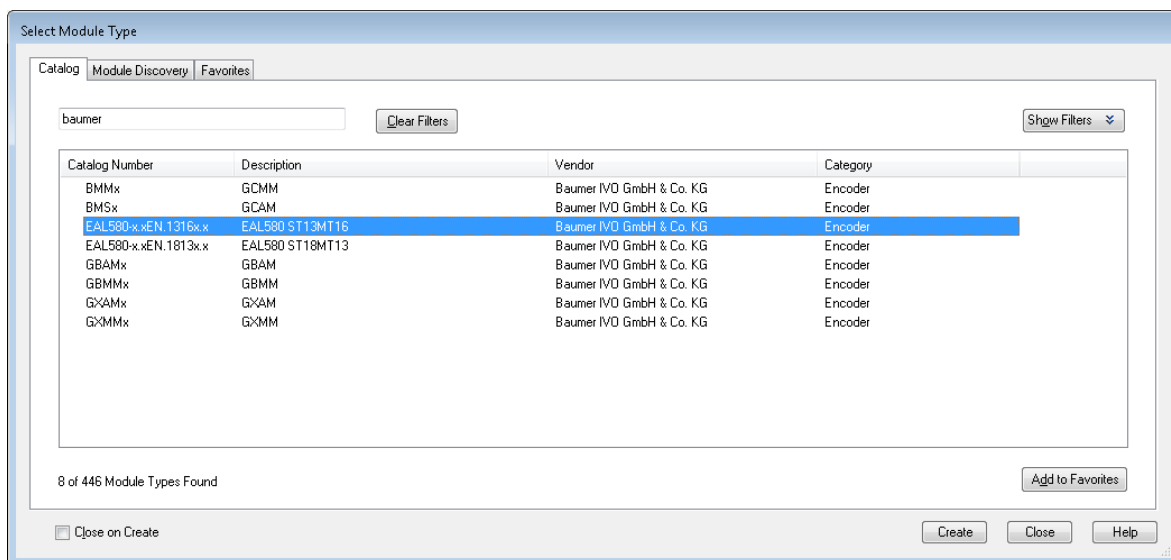 Select Module Type
Catalog Module Discovery Favorites
baumer Clear Filters Show Filters
Catalog Number Description Vendor Category
BMMx GCMM Baumer IVO GmbH & Co. KG Encoder
BMSx GCAM Baumer IVO GmbH & Co. KG Encoder
EAL580-x.xEN.1316x.x EAL580 ST13MT16 Baumer IVO GmbH & Co. KG Encoder
EAL580-x.xEN.1813x.x EAL580 ST18MT13 Baumer IVO GmbH & Co. KG Encoder
GBAMx GBAM Baumer IVO GmbH & Co. KG Encoder
GBMMx GBMM Baumer IVO GmbH & Co. KG Encoder
GXAMx GXAM Baumer IVO GmbH & Co. KG Encoder
GXMMx GXMM Baumer IVO GmbH & Co. KG Encoder
8 of 446 Module Types Found Add to Favorites
Close on Create Create Close Help